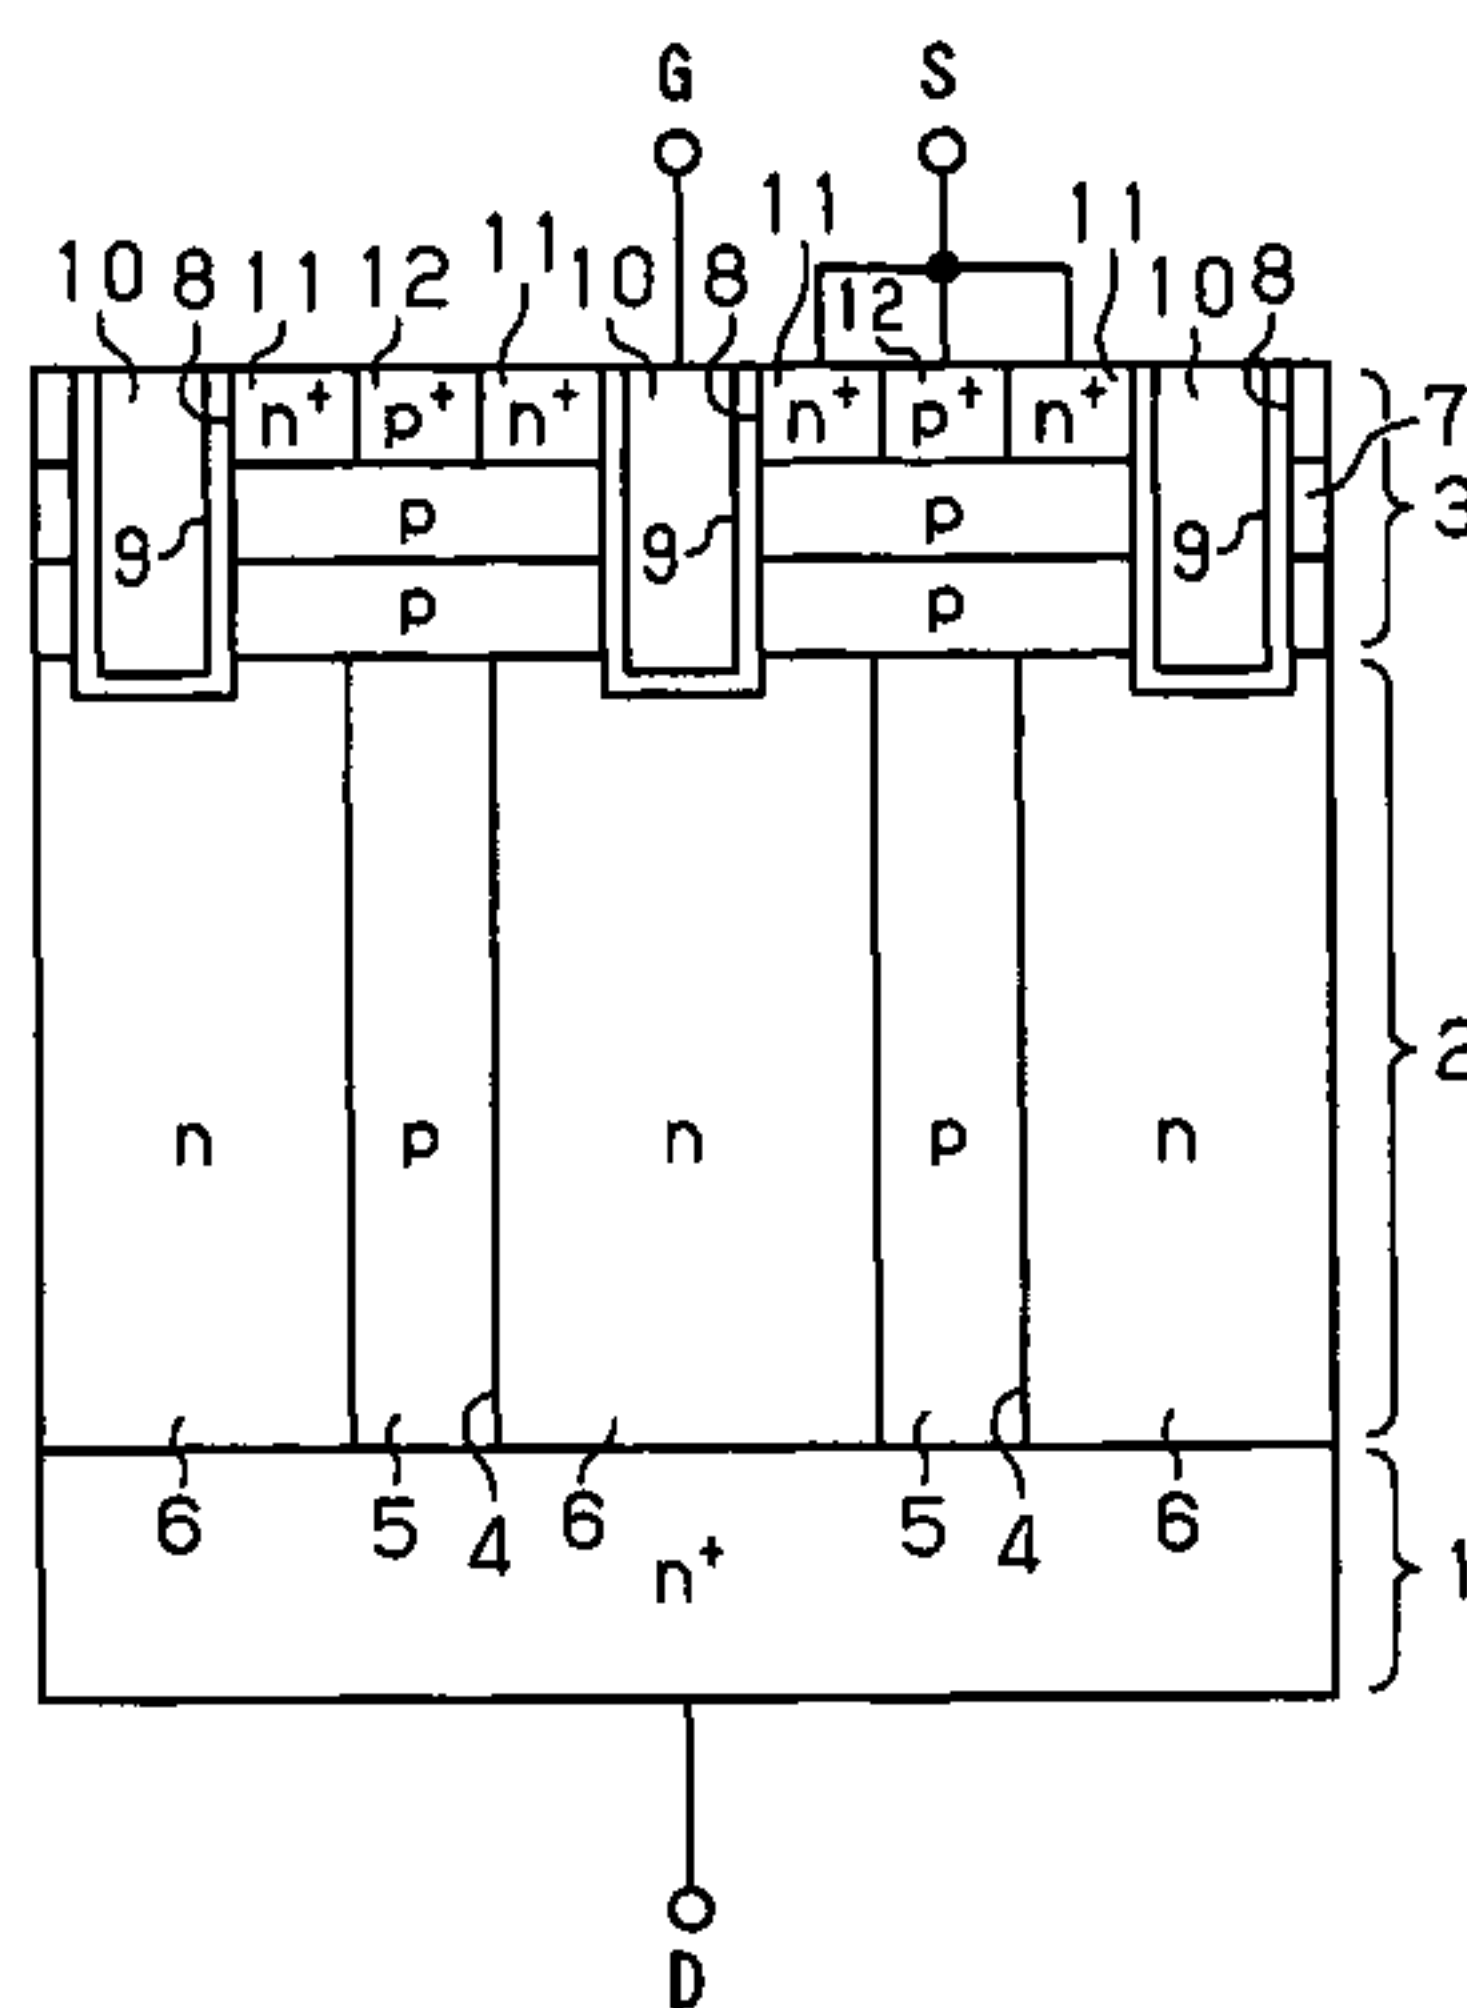 G S
10 8 11 12 11 10 8 11 12 11 10 8
n+ p+ n+ n+ p+ n+ 7
9 p 9 p 9 3
p p
2
n p n p n
6 5 4 6 5 4 6
n+ 1
D